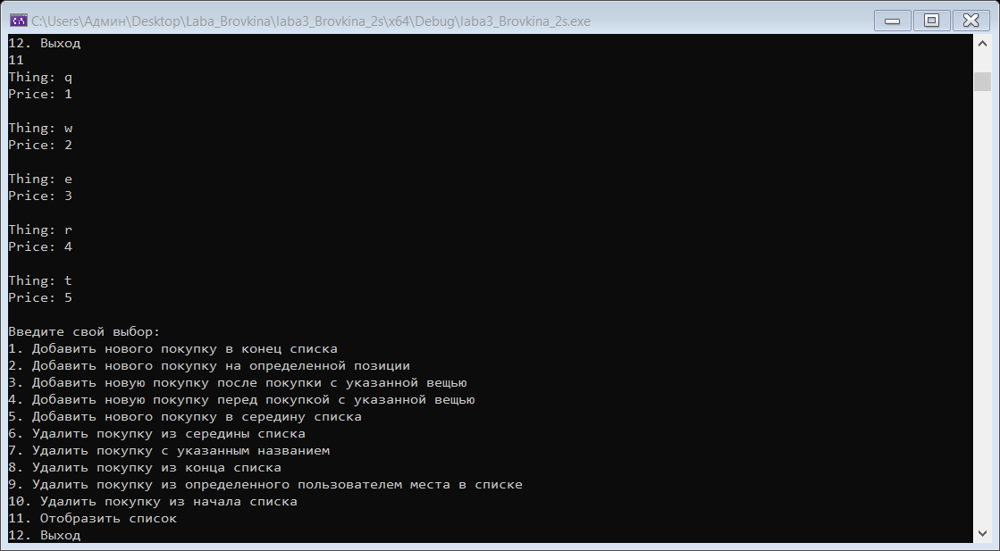 C:\Users\Админ\Desktop\Laba_Brovkina\laba3_Brovkina_2s\x64\Debug\laba3_Brovkina_2s.exe
12. Выход
11
Thing: q
Price: 1
Thing: w
Price: 2
Thing: e
Price: 3
Thing: r
Price: 4
Thing: t
Price: 5
Введите свой выбор:
1. Добавить нового покупку в конец списка
2. Добавить нового покупку на определенной позиции
3. Добавить новую покупку после покупки с указанной вещью
4. Добавить новую покупку перед покупкой с указанной вещью
5. Добавить нового покупку в середину списка
6. Удалить покупку из середины списка
7. Удалить покупку с указанным названием
8. Удалить покупку из конца списка
9. Удалить покупку из определенного пользователем места в списке
10. Удалить покупку из начала списка
11. Отобразить список
12. Выход